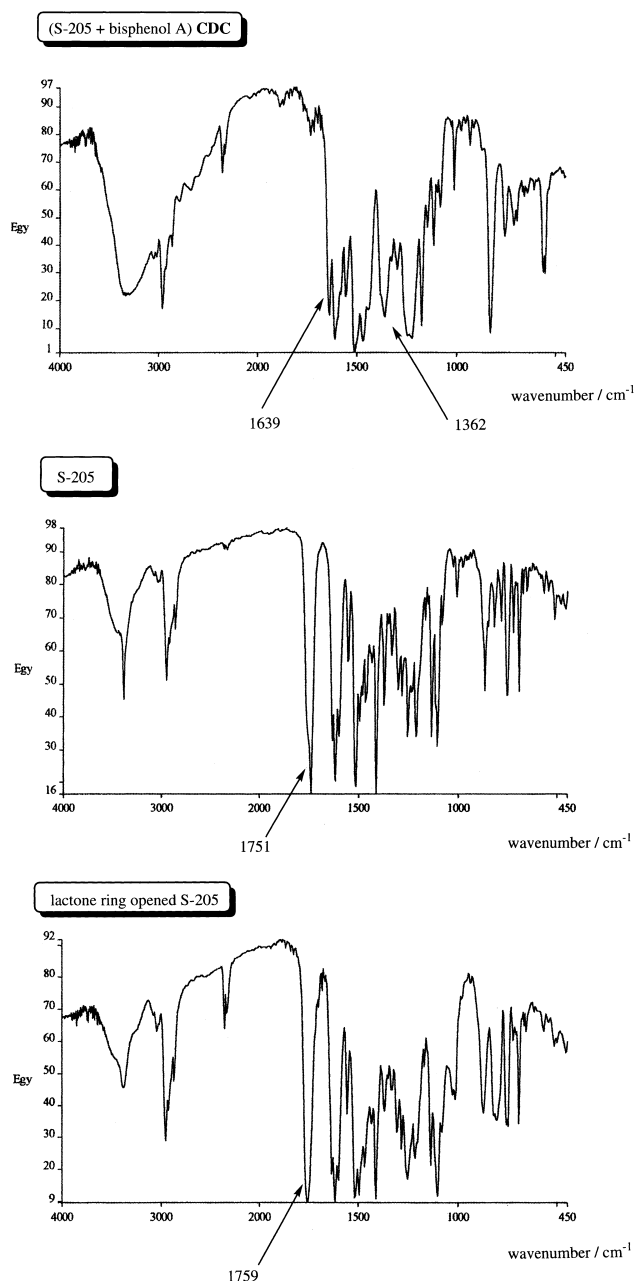 (S-205 + bisphenol A) CDC
97
90
80
70
60
Egy
50
40
30
20
10
1
4000 3000 2000 1500 1000 450
wavenumber / cm-1
1639 1362
S-205
98
90
80
70
60
Egy
50
40
30
16
4000 3000 2000 1500 1000 450
1751
wavenumber / cm-1
lactone ring opened S-205
92
80
70
60
Egy
50
40
30
20
9
4000 3000 2000 1500 1000 450
wavenumber / cm-1
1759